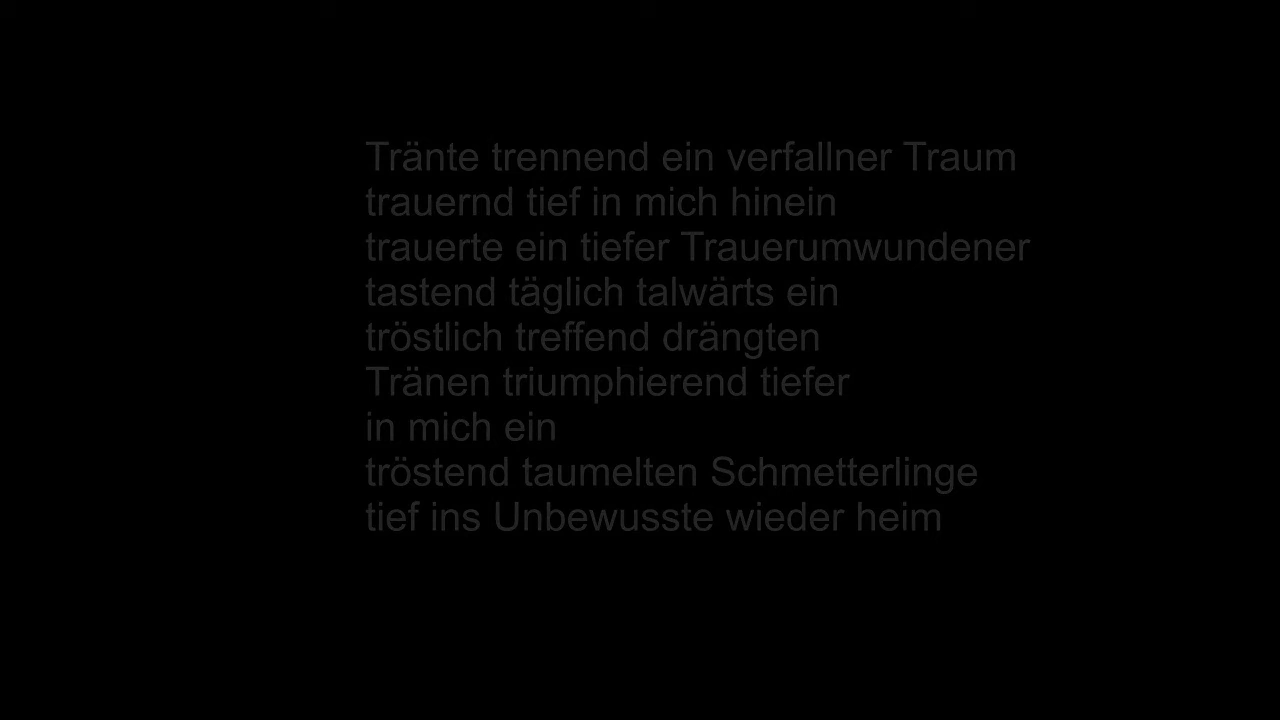 Tränte trennend ein verfallner Traum
trauernd tief in mich hinein
trauerte ein tiefer Trauerumwundener
tastend täglich talwärts ein
tröstlich treffend drängten
Tränen triumphierend tiefer
in mich ein
tröstend taumelten Schmetterlinge
tief ins Unbewusste wieder heim